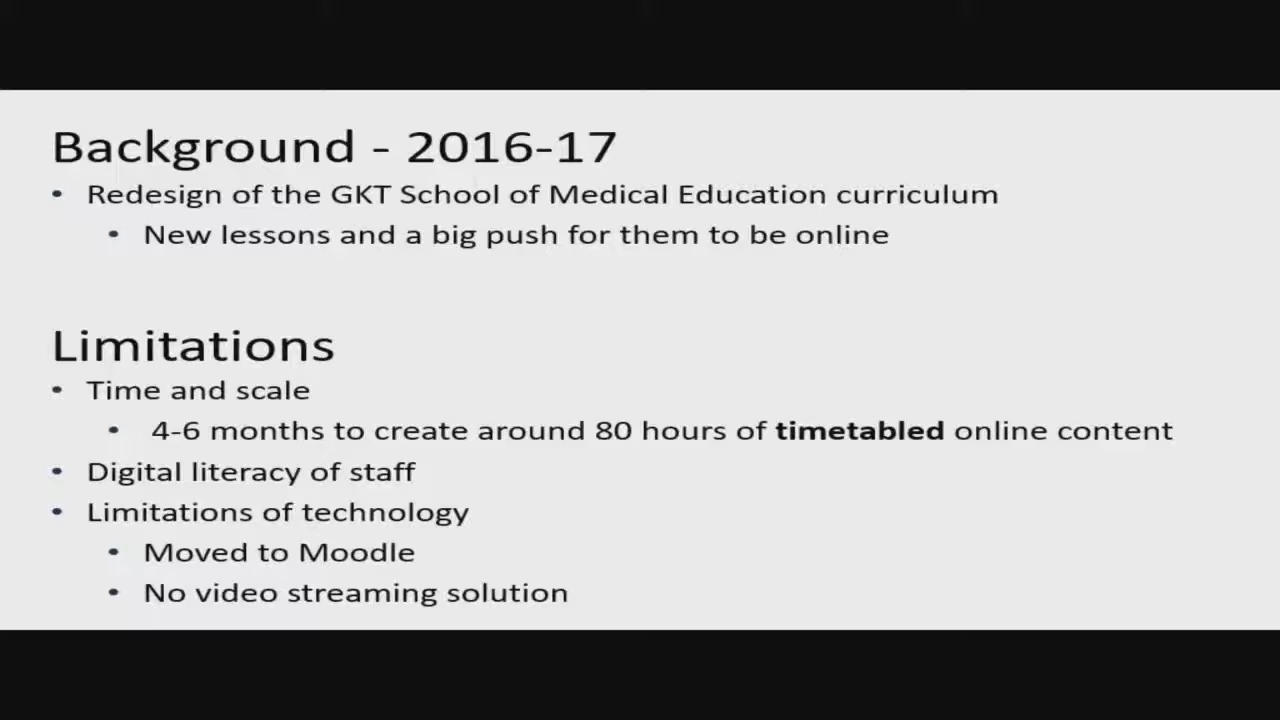 Background - 2016-17
• Redesign of the GKT School of Medical Education curriculum
• New lessons and a big push for them to be online
Limitations
• Time and scale
• 4-6 months to create around 80 hours of timetabled online content
• Digital literacy of staff
• Limitations of technology
• Moved to Moodle
• No video streaming solution